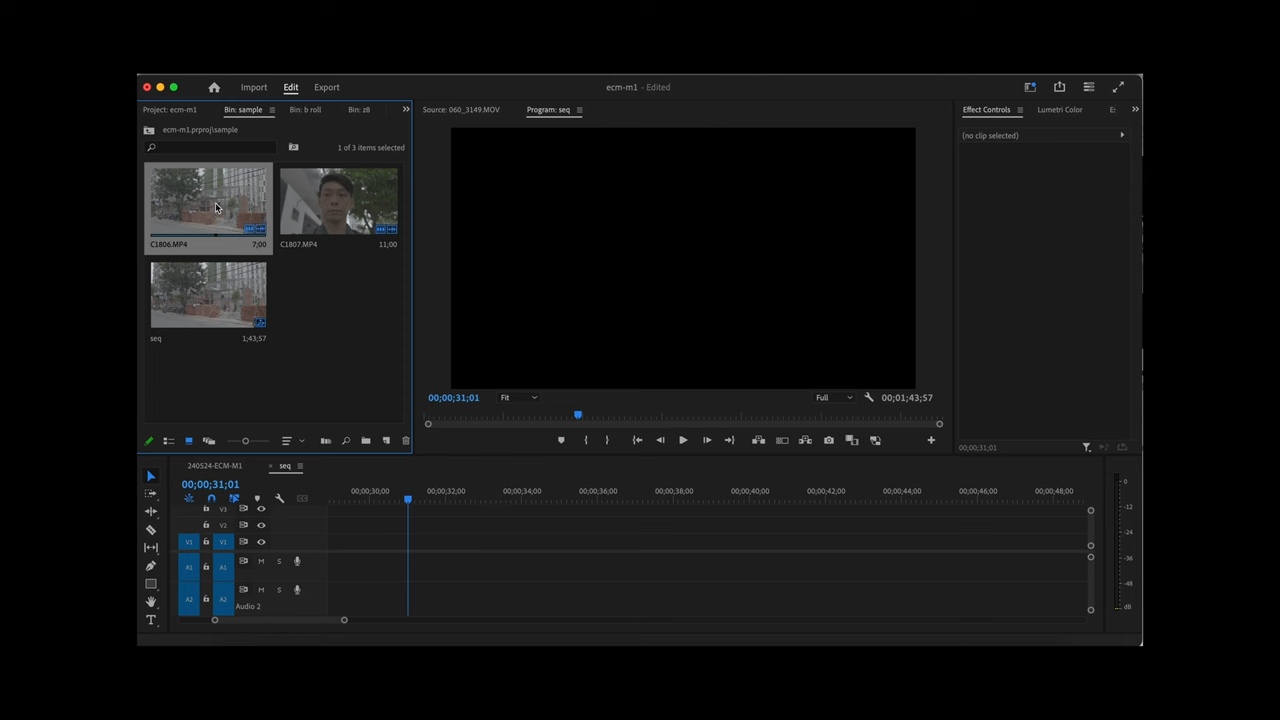 Import Edit Export
ecm-m1 - Edited
Project: ecm-m1
Bin: sample
Bin: b roll
Bin: z8
ecm-m1.prproj\sample
1 of 3 items selected
C1806.MP4 7;00
C1807.MP4 11;00
seq 1;43;57
Source: 060_3149.MOV
Program: seq
00;00;31;01
Fit
Full
00;01;43;57
Effect Controls
Lumetri Color
(no clip selected)
00;00;31;01
240524-ECM-M1
× seq
00;00;31;01
00;00;30;00 00;00;32;00 00;00;34;00 00;00;36;00 00;00;38;00 00;00;40;00 00;00;42;00 00;00;44;00 00;00;46;00 00;00;48;00
V3
V2
V1 V1
A1 A1 M S
A2 A2 M S
Audio 2
T
0
-12
-24
-36
-48
dB